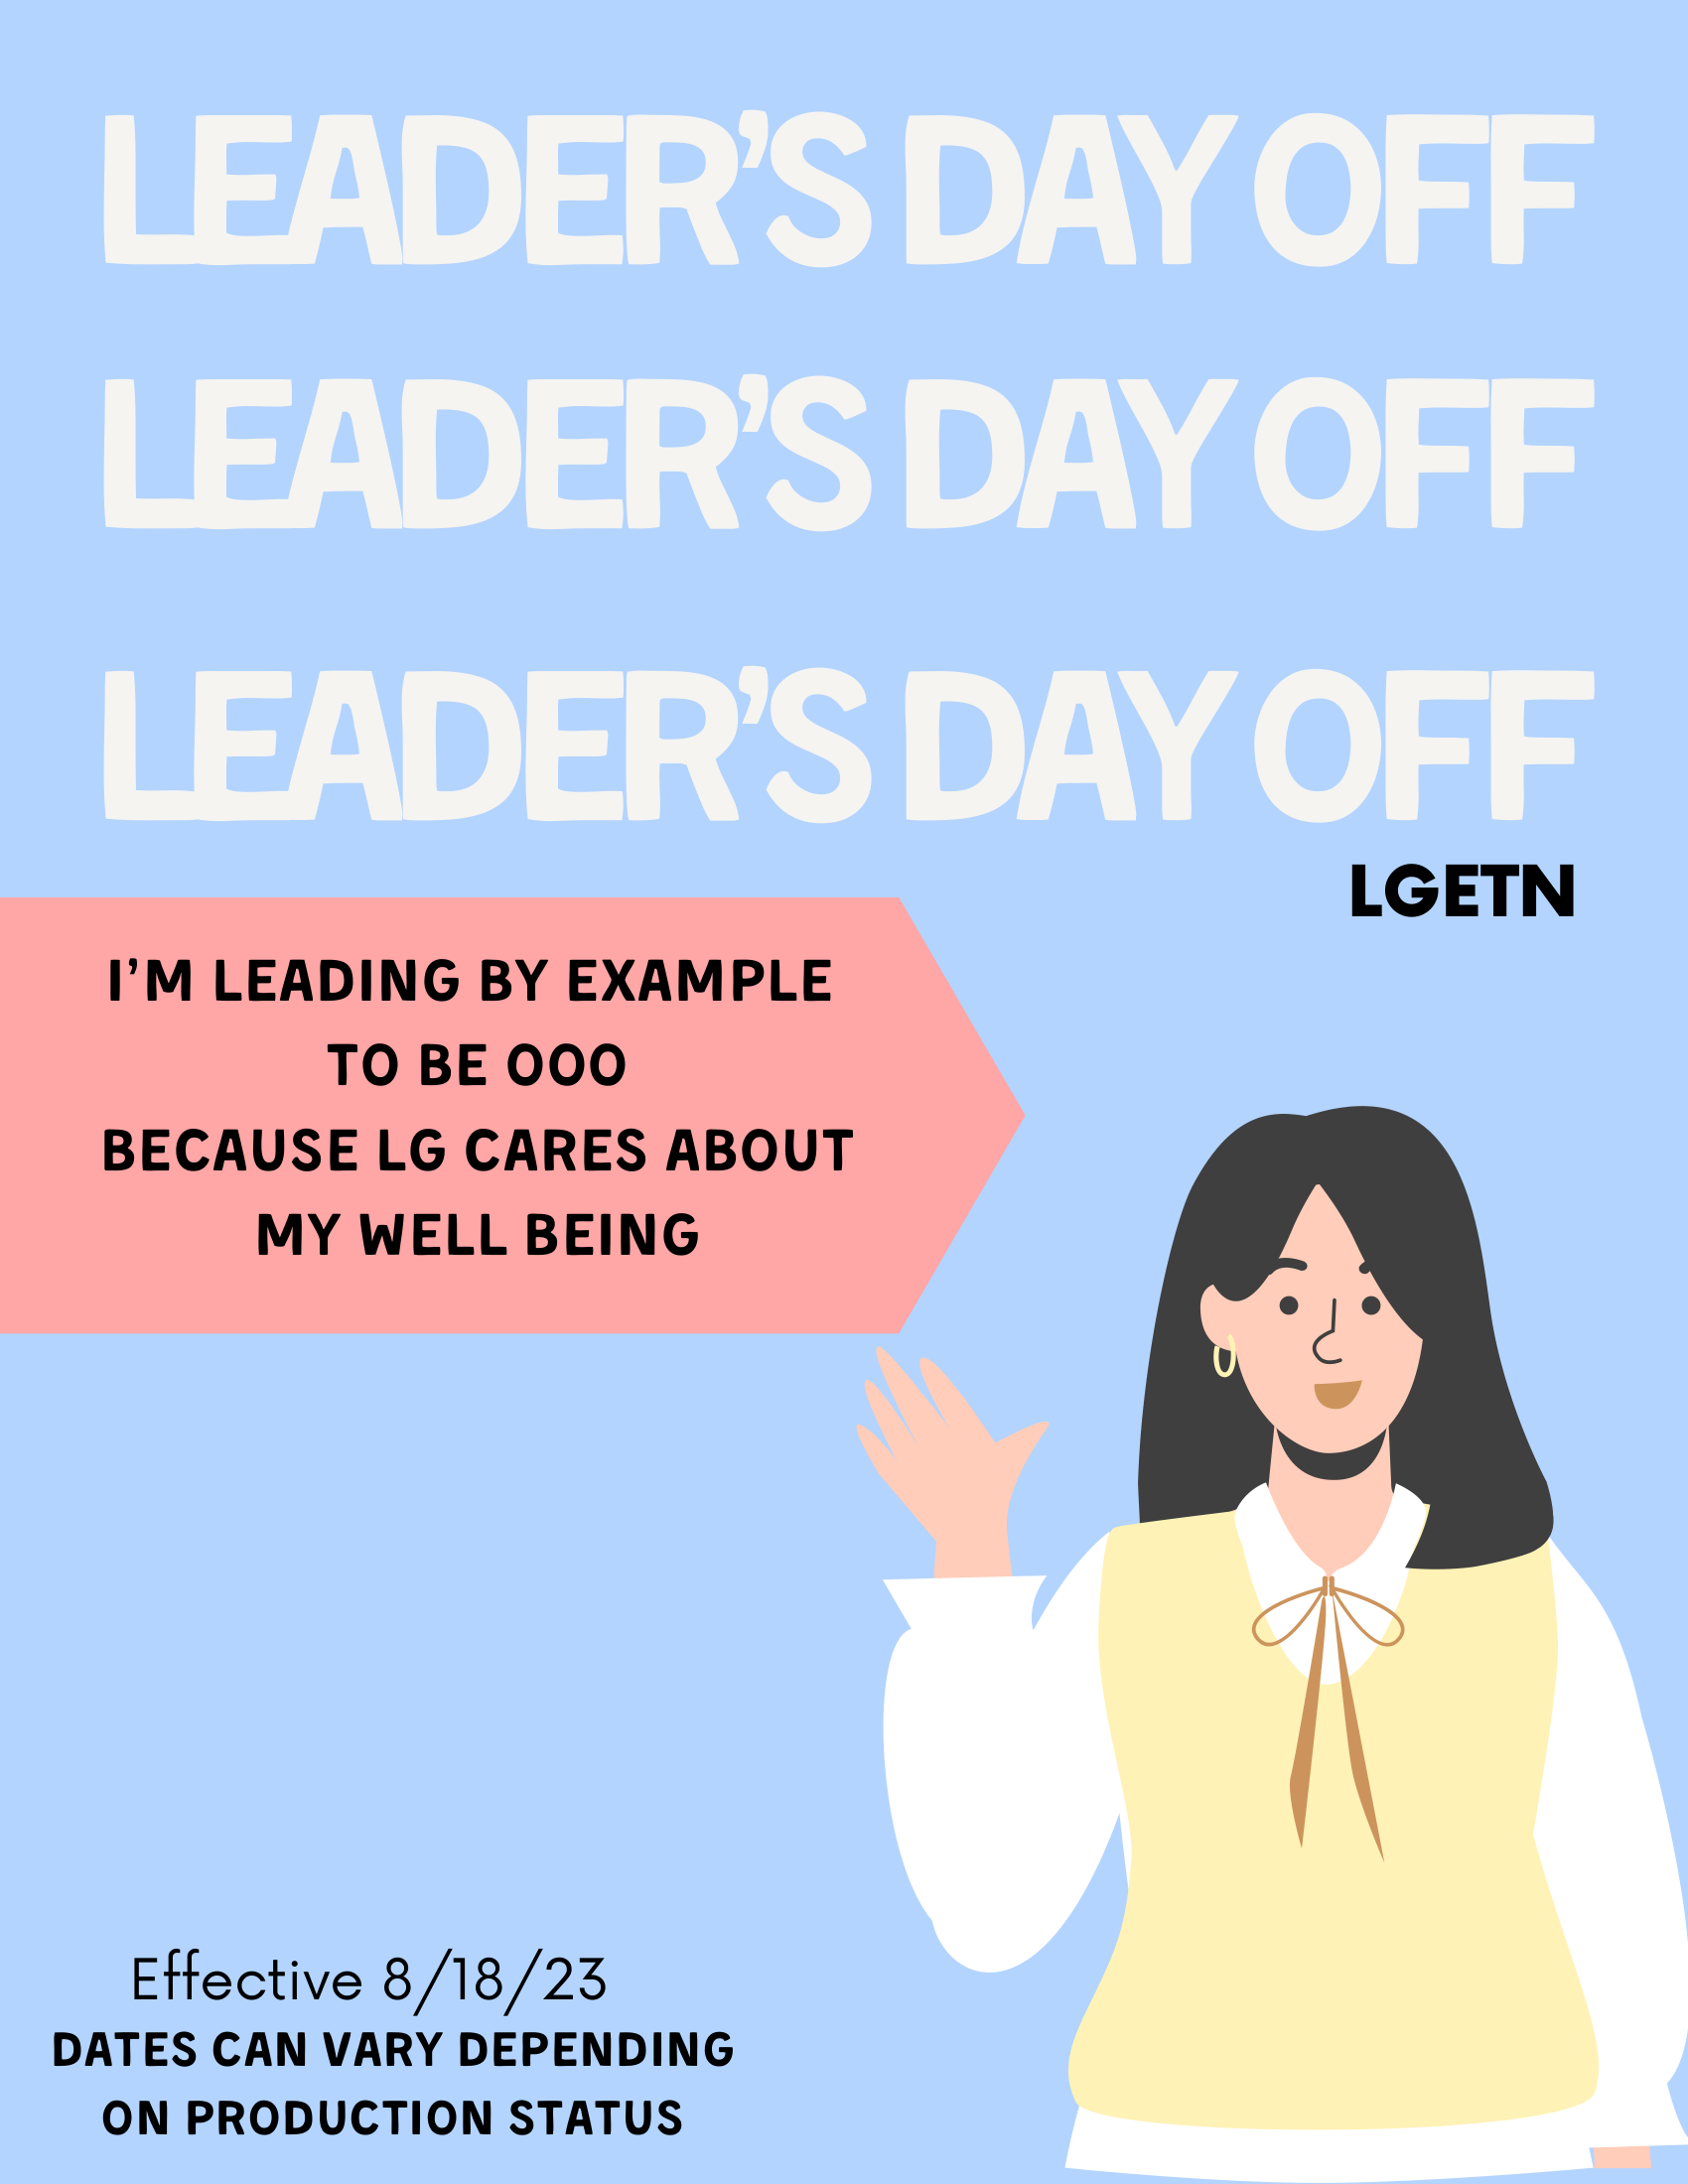 LEADER'S DAY OFF
LEADER'S DAY OFF
LEADER'S DAY OFF
LGETN
I'M LEADING BY EXAMPLE
TO BE OOO
BECAUSE LG CARES ABOUT
MY WELL BEING
Effective 8/18/23
DATES CAN VARY DEPENDING
ON PRODUCTION STATUS